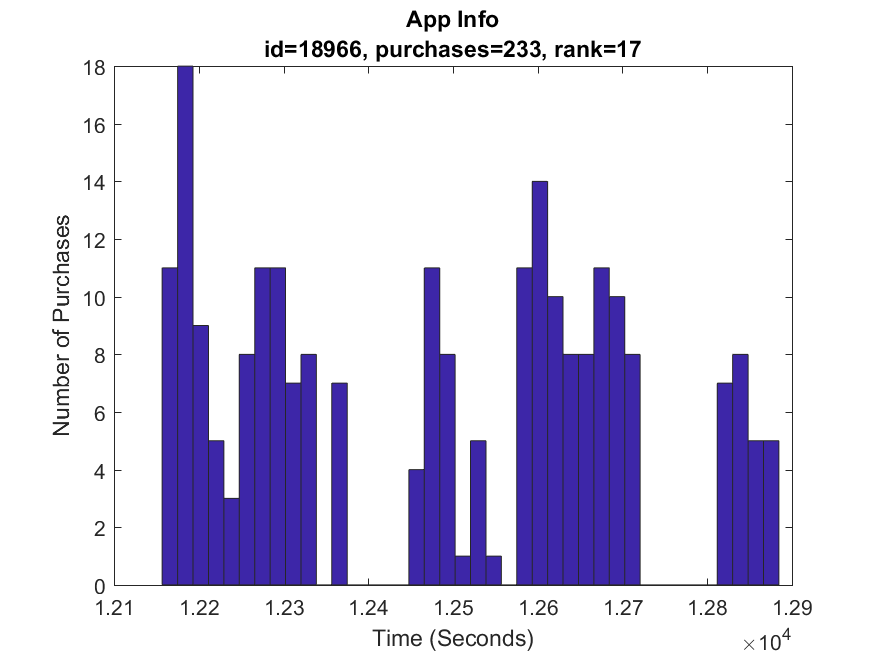 App Info
id=18966, purchases=233, rank=17
18
16
14
12
10
8
6
4
2
0
Number of Purchases
1.21 1.22 1.23 1.24 1.25 1.26 1.27 1.28 1.29
Time (Seconds)
×10⁴